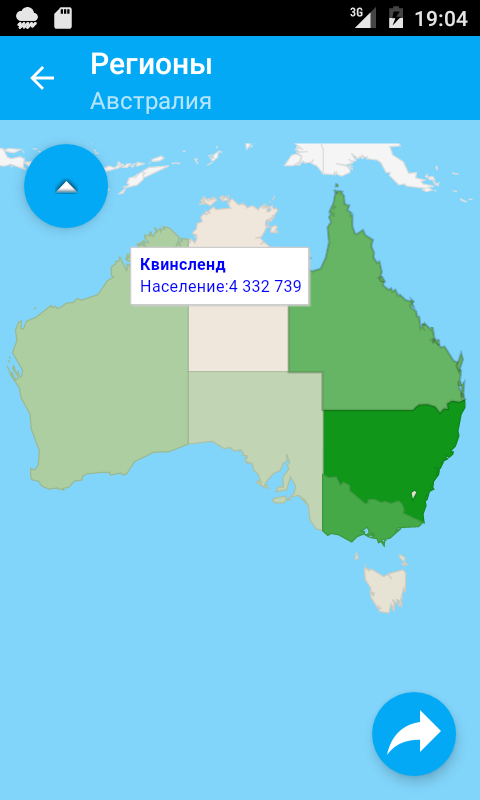 3G 19:04
Регионы
Австралия
Квинсленд
Население:4 332 739